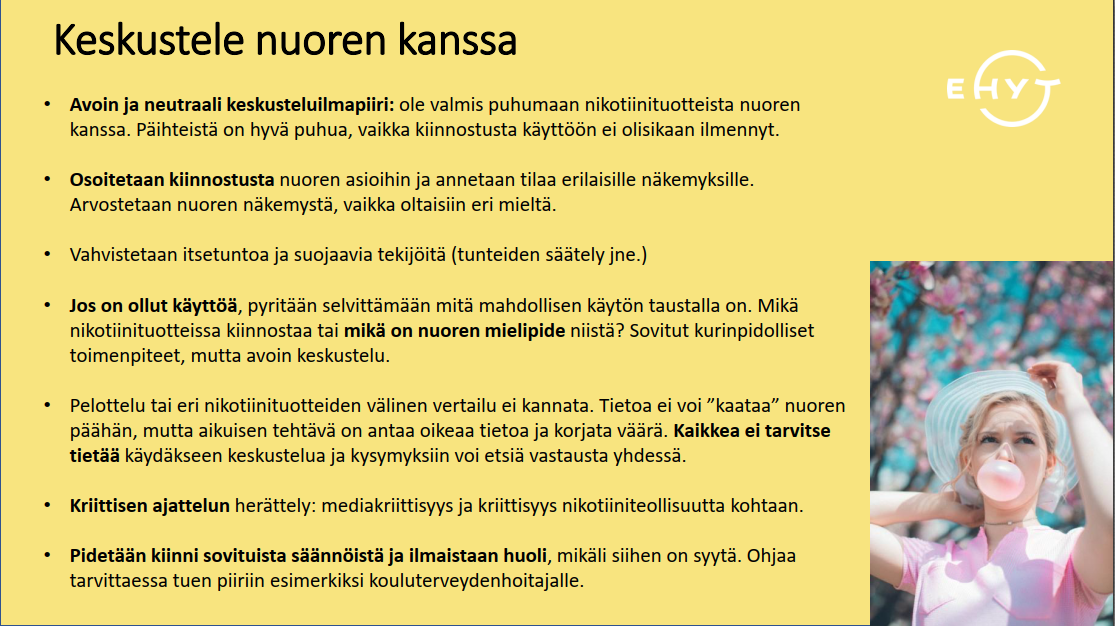 Keskustele nuoren kanssa
EHYT
• Avoin ja neutraali keskusteluilmapiiri: ole valmis puhumaan nikotiinituotteista nuoren
kanssa. Päihteistä on hyvä puhua, vaikka kiinnostusta käyttöön ei olisikaan ilmennyt.
• Osoitetaan kiinnostusta nuoren asioihin ja annetaan tilaa erilaisille näkemyksille.
Arvostetaan nuoren näkemystä, vaikka oltaisiin eri mieltä.
• Vahvistetaan itsetuntoa ja suojaavia tekijöitä (tunteiden säätely jne.)
• Jos on ollut käyttöä, pyritään selvittämään mitä mahdollisen käytön taustalla on. Mikä
nikotiinituotteissa kiinnostaa tai mikä on nuoren mielipide niistä? Sovitut kurinpidolliset
toimenpiteet, mutta avoin keskustelu.
• Pelottelu tai eri nikotiinituotteiden välinen vertailu ei kannata. Tietoa ei voi ”kaataa” nuoren
päähän, mutta aikuisen tehtävä on antaa oikeaa tietoa ja korjata väärä. Kaikkea ei tarvitse
tietää käydäkseen keskustelua ja kysymyksiin voi etsiä vastausta yhdessä.
• Kriittisen ajattelun herättely: mediakriittisyys ja kriittisyys nikotiiniteollisuutta kohtaan.
• Pidetään kiinni sovituista säännöistä ja ilmaistaan huoli, mikäli siihen on syytä. Ohjaa
tarvittaessa tuen piiriin esimerkiksi kouluterveydenhoitajalle.